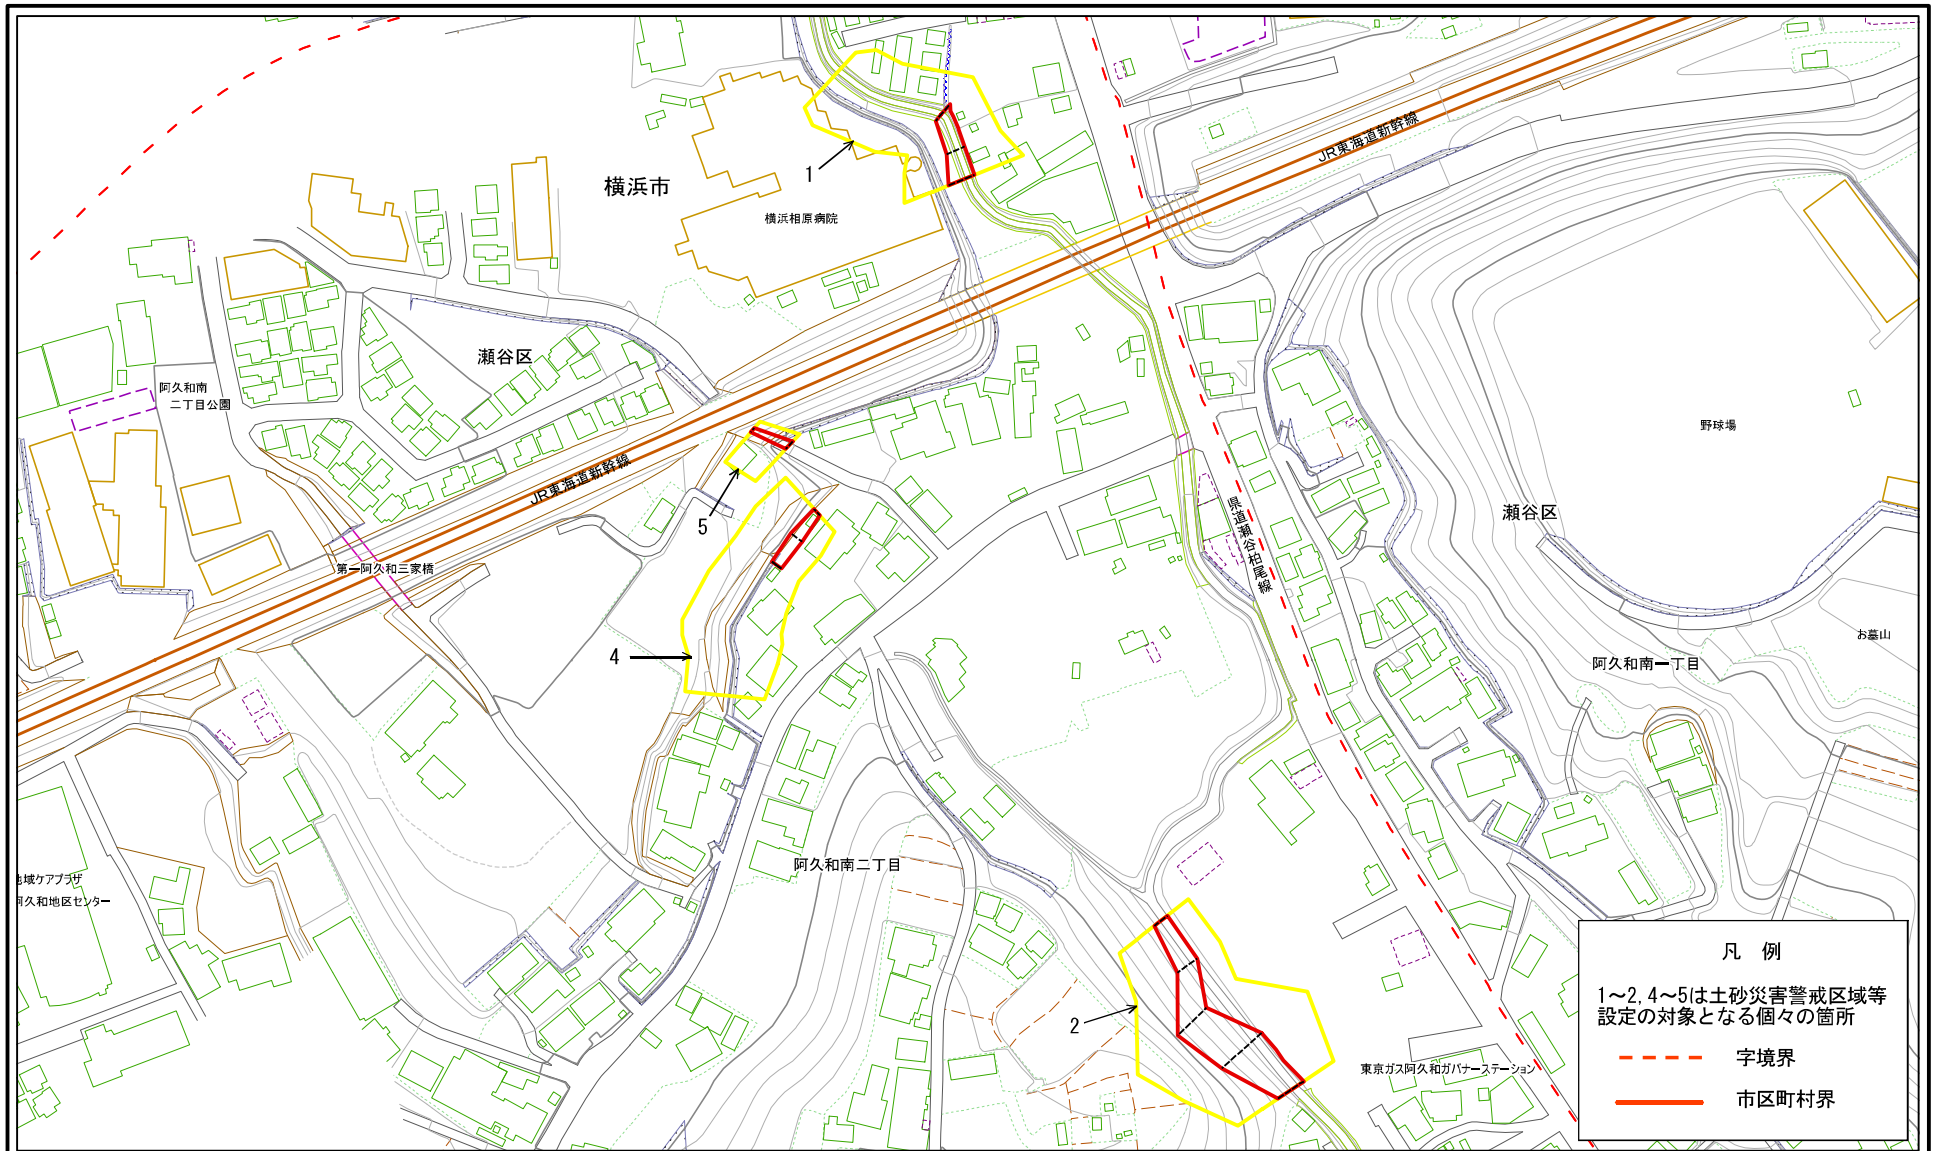 JR東海道新幹線
1
横浜市
横浜相原病院
瀬谷区
阿久和南
二丁目公園
野球場
JR東海道新幹線
5
瀬谷区
県道瀬谷柏尾線
第一阿久和三家橋
4
お墓山
阿久和南一丁目
阿久和南二丁目
地域ケアプラザ
阿久和地区センター
2
東京ガス阿久和ガバナーステーション
凡 例
1～2,4～5は土砂災害警戒区域等
設定の対象となる個々の箇所
字境界
市区町村界